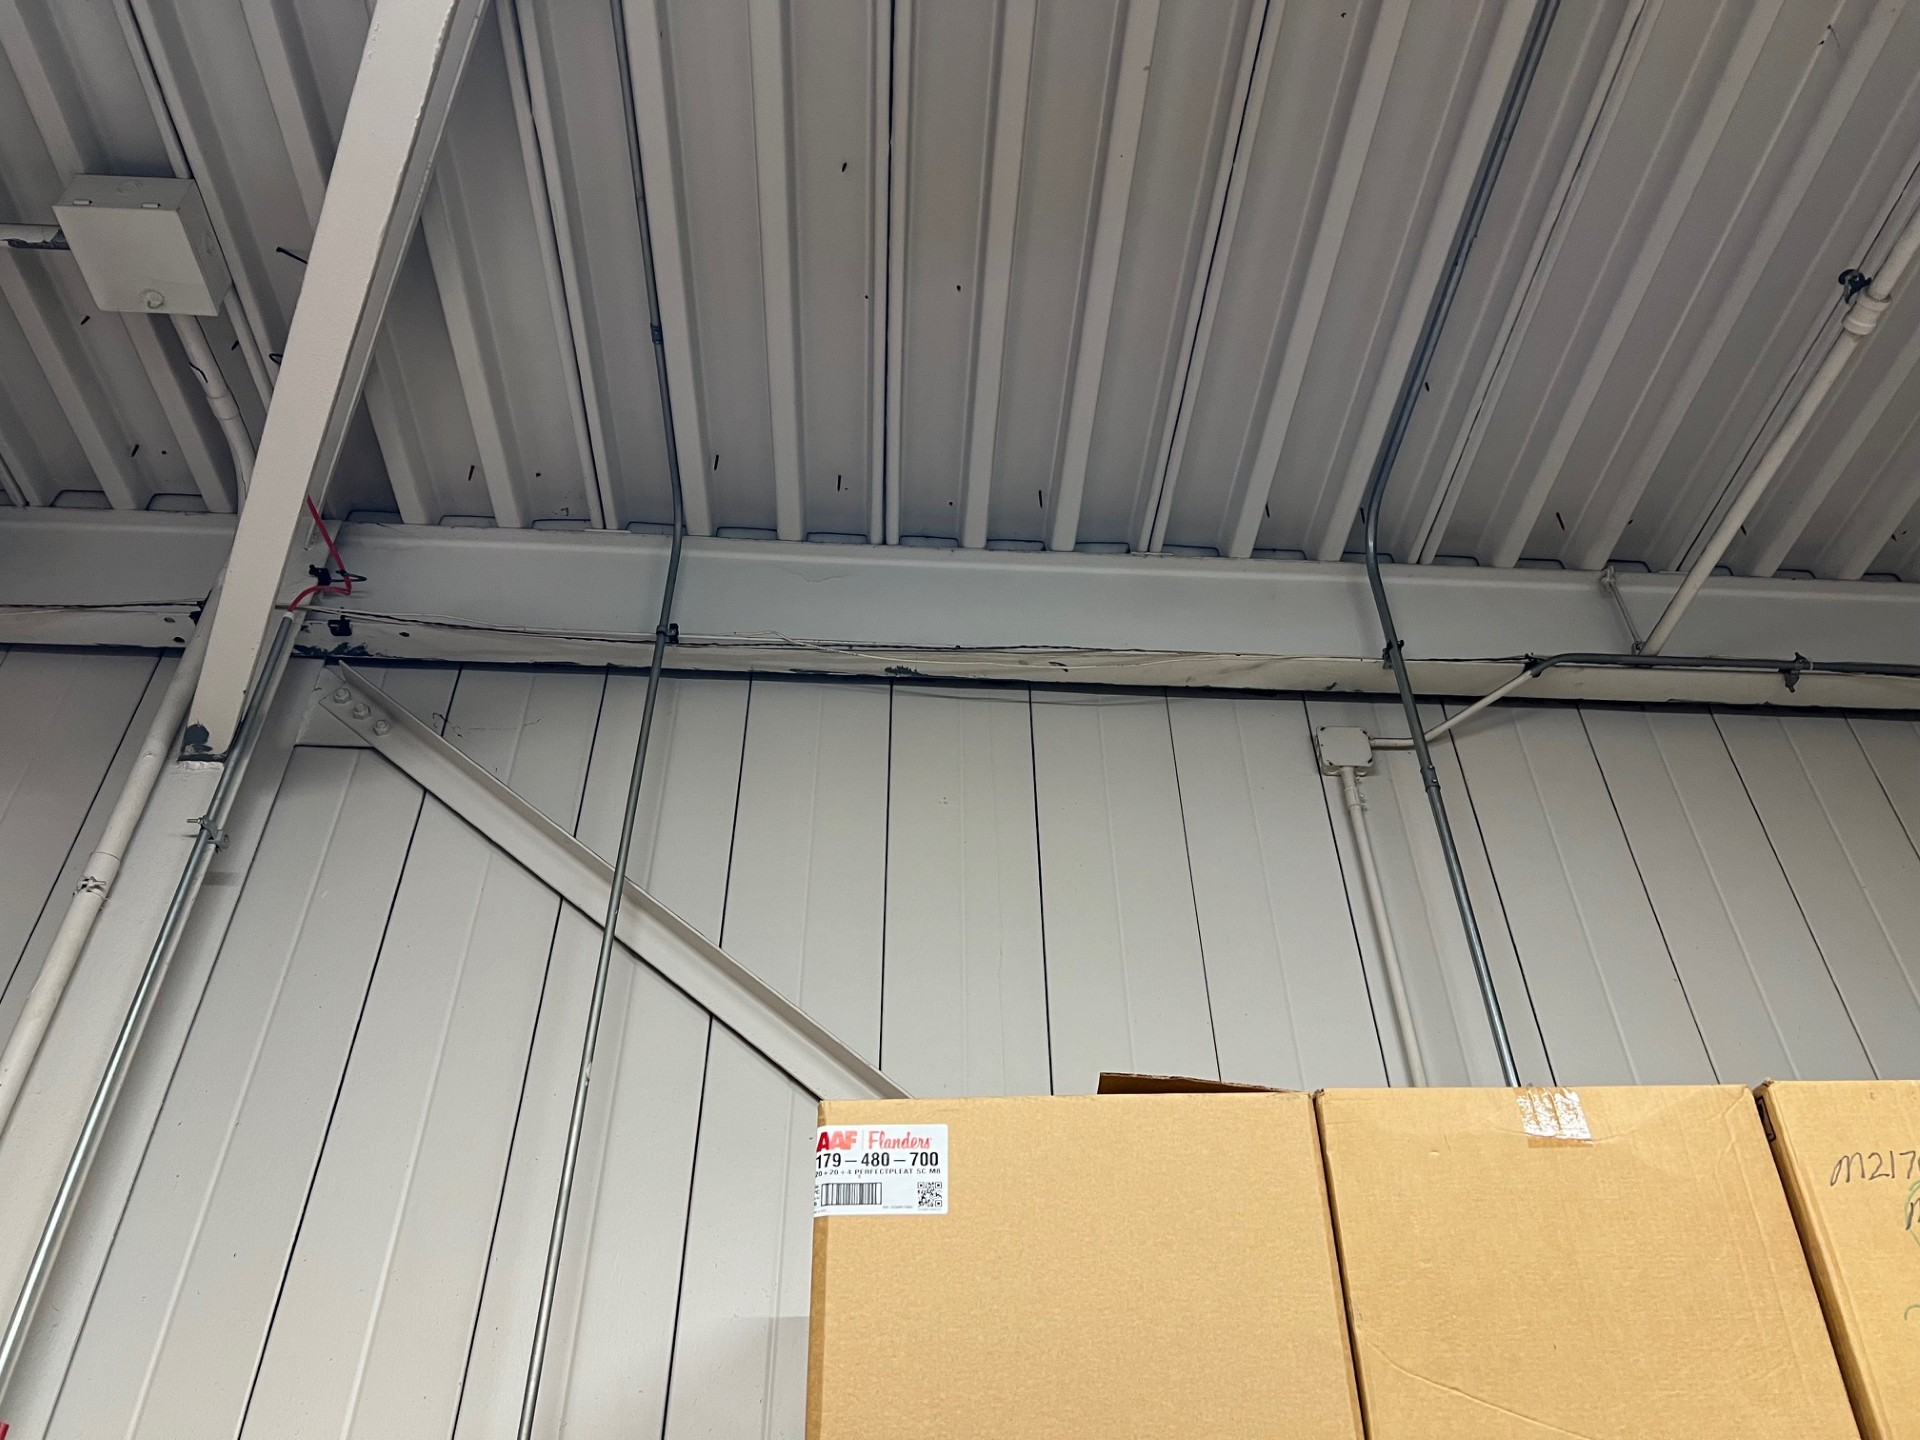 AAF Flanders
179-480-700
20*20*4 PERFECTPLEAT SC M8
M217